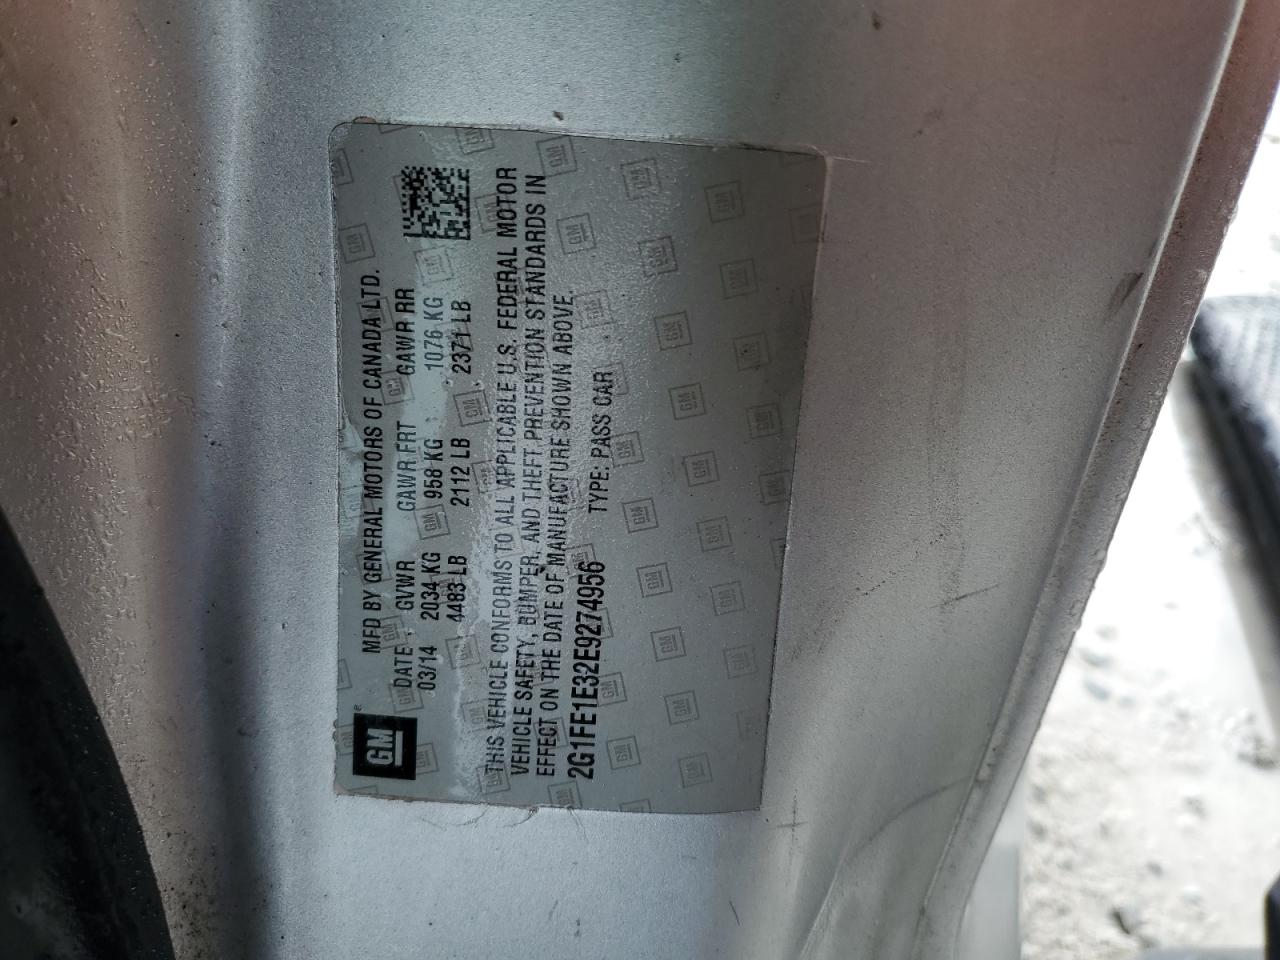 GM®
MFD BY GENERAL MOTORS OF CANADA LTD.
DATE GVWR GAWR FRT GAWR RR
03/14 2034 KG 958 KG 1076 KG
4483 LB 2112 LB 2371 LB
THIS VEHICLE CONFORMS TO ALL APPLICABLE U.S. FEDERAL MOTOR
VEHICLE SAFETY, BUMPER, AND THEFT PREVENTION STANDARDS IN
EFFECT ON THE DATE OF MANUFACTURE SHOWN ABOVE.
2G1FE1E32E9274956 TYPE: PASS CAR